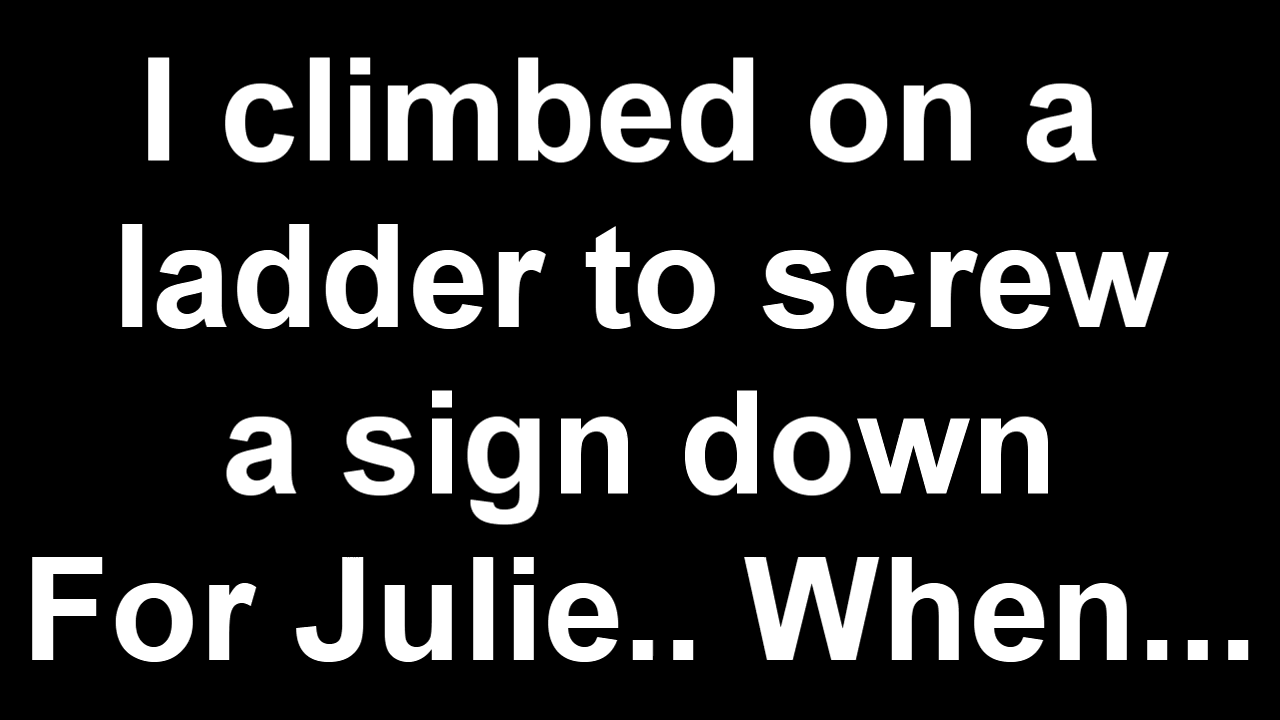 I climbed on a
ladder to screw
a sign down
For Julie.. When...